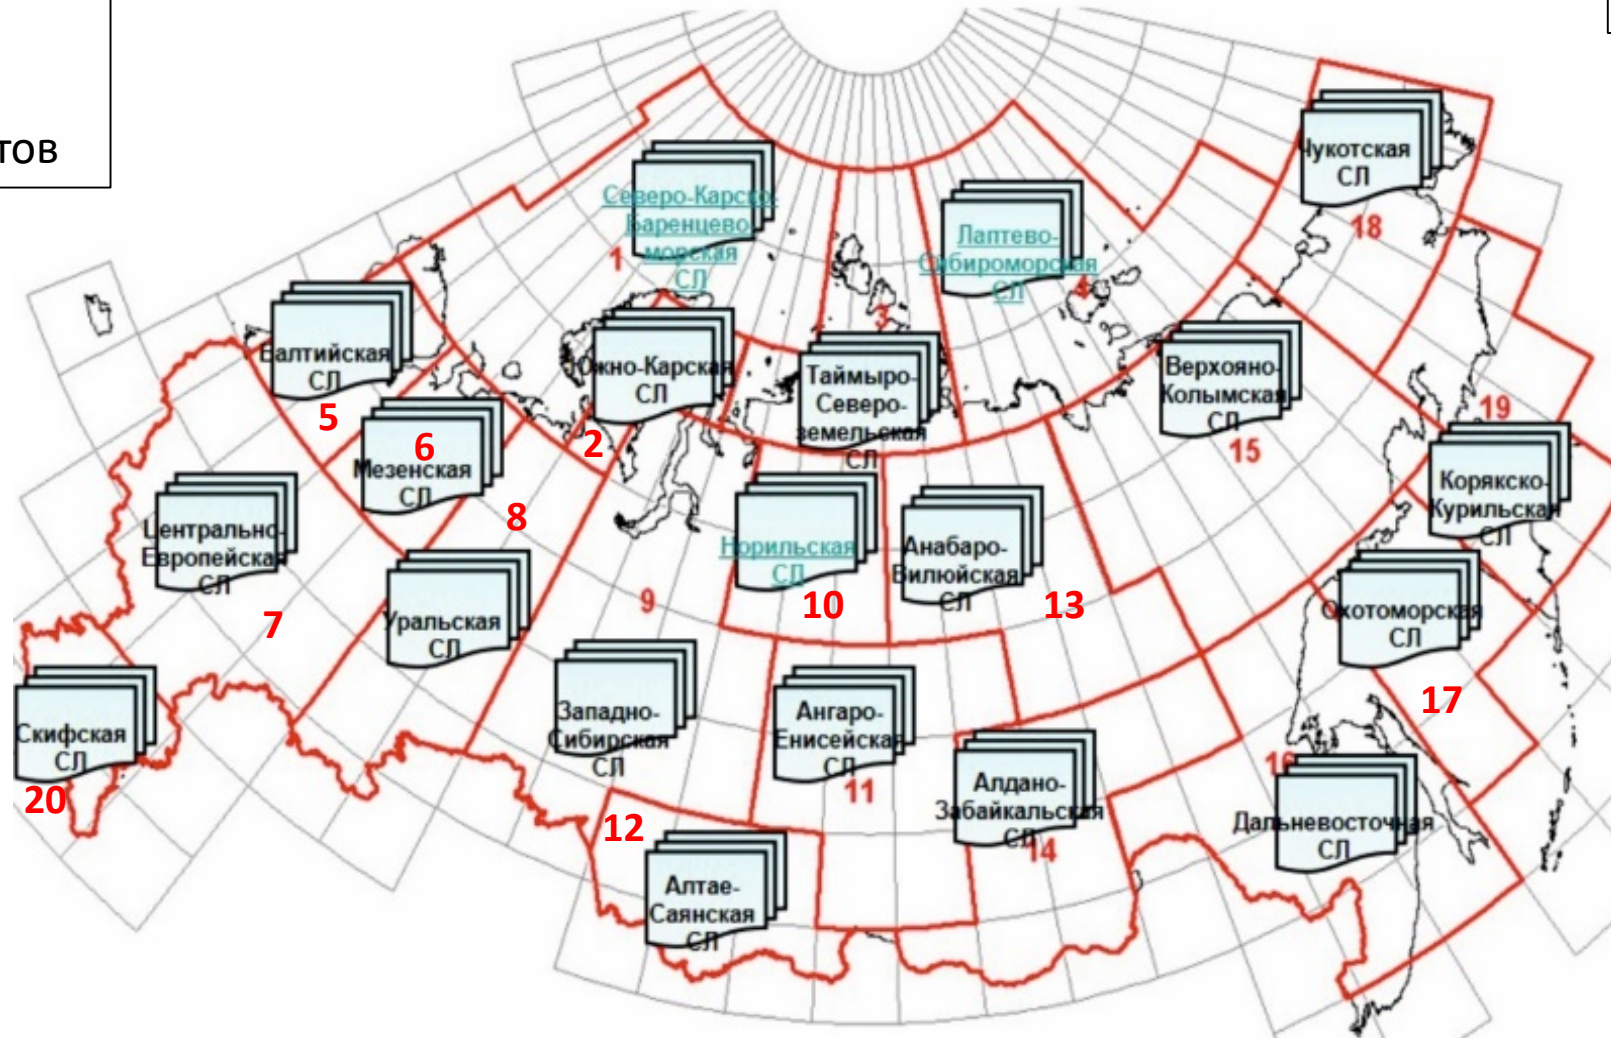 тов
Чукотская
СЛ
18
Северо-Карско-
Баренцево-
морская
СЛ
1
Лаптево-
Сибироморская
СЛ
4
3
Балтийская
СЛ
5
Южно-Карская
СЛ
2
Таймыро-
Северо-
земельская
СЛ
Верхояно-
Колымская
СЛ
15
19
6
Мезенская
СЛ
8
Корякско-
Курильская
СЛ
Центрально-
Европейская
СЛ
7
Норильская
СЛ
10
Анабаро-
Вилюйская
СЛ
13
9
Уральская
СЛ
Охотоморская
СЛ
17
Скифская
СЛ
20
Западно-
Сибирская
СЛ
Ангаро-
Енисейская
СЛ
11
Алдано-
Забайкальская
СЛ
14
16
Дальневосточная
СЛ
12
Алтае-
Саянская
СЛ